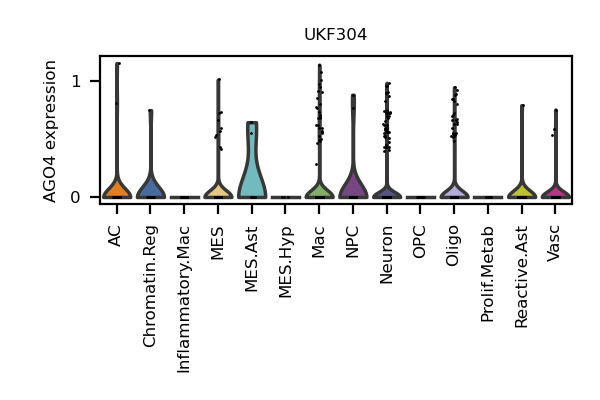 UKF304
AGO4 expression
1
0
AC
Chromatin.Reg
Inflammatory.Mac
MES
MES.Ast
MES.Hyp
Mac
NPC
Neuron
OPC
Oligo
Prolif.Metab
Reactive.Ast
Vasc